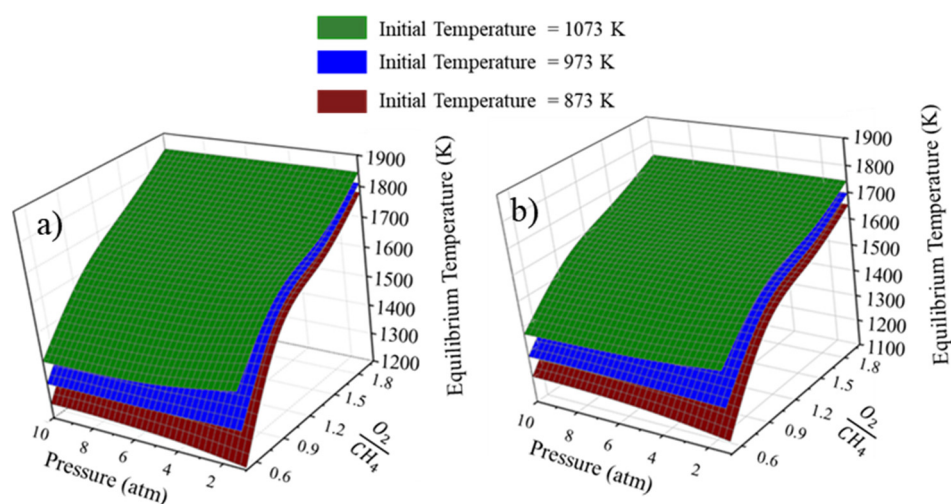 Initial Temperature = 1073 K
Initial Temperature = 973 K
Initial Temperature = 873 K
a)
1900
1800
1700
1600
1500
1400
1300
1200
Equilibrium Temperature (K)
10
8
6
4
2
Pressure (atm)
0.6
0.9
1.2
1.5
1.8
O₂
CH₄
b)
1900
1800
1700
1600
1500
1400
1300
1200
1100
Equilibrium Temperature (K)
10
8
6
4
2
Pressure (atm)
0.6
0.9
1.2
1.5
1.8
O₂
CH₄